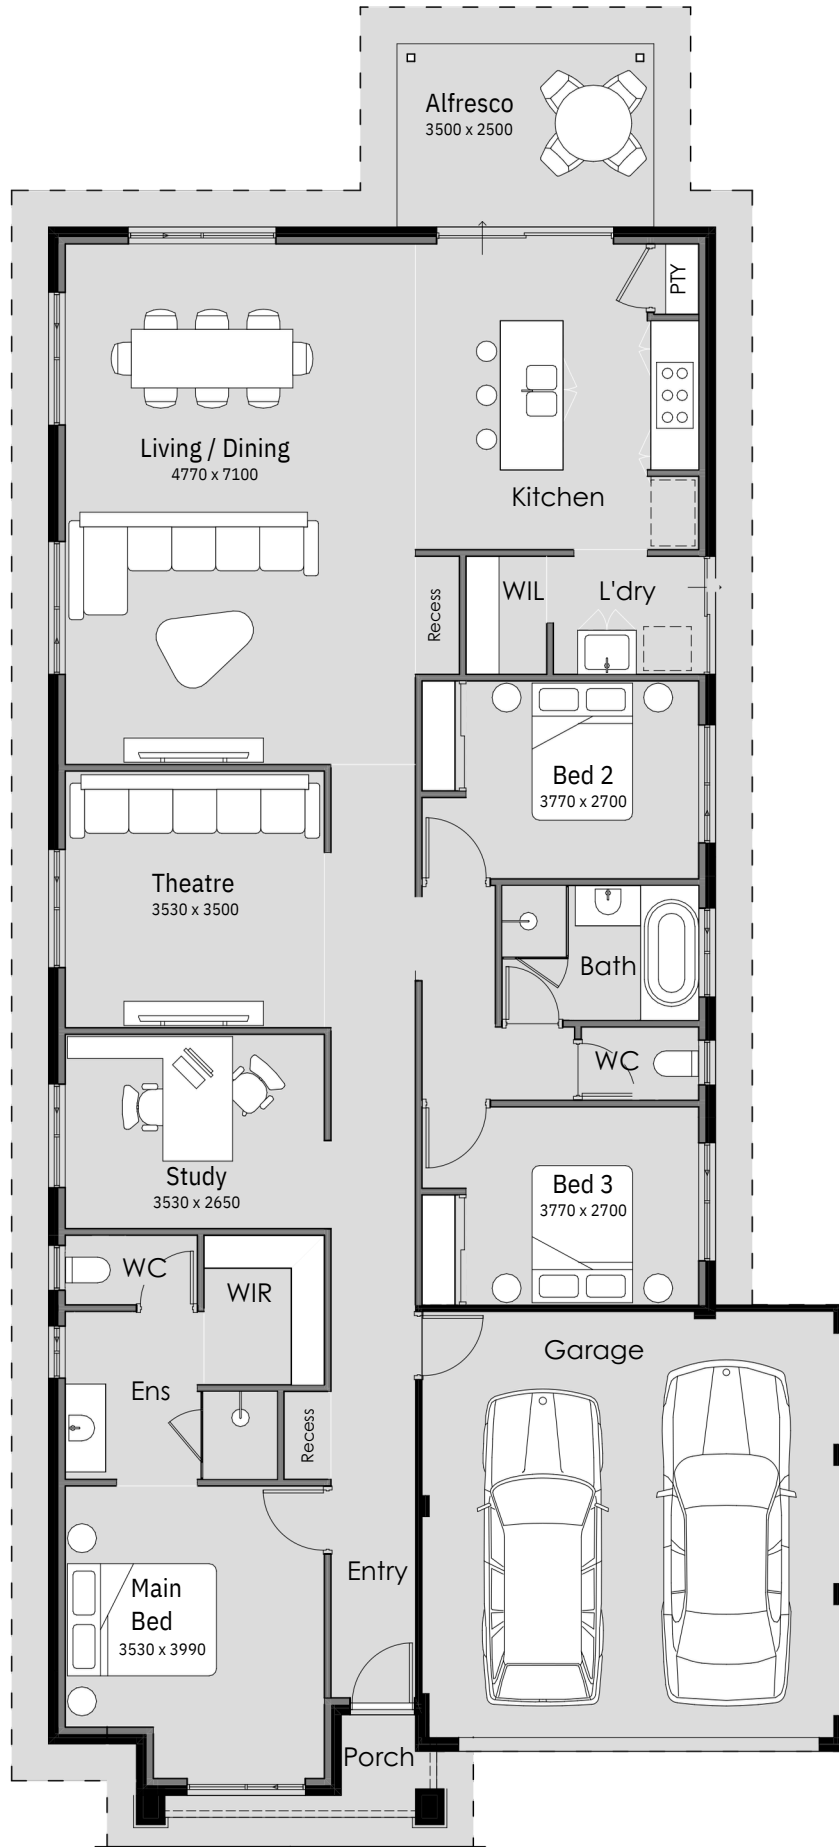 Alfresco
3500 x 2500
PTY
Living / Dining
4770 x 7100
Kitchen
Recess
WIL
L'dry
Bed 2
3770 x 2700
Theatre
3530 x 3500
Bath
WC
Study
3530 x 2650
Bed 3
3770 x 2700
WC
WIR
Garage
Ens
Recess
Entry
Main
Bed
3530 x 3990
Porch